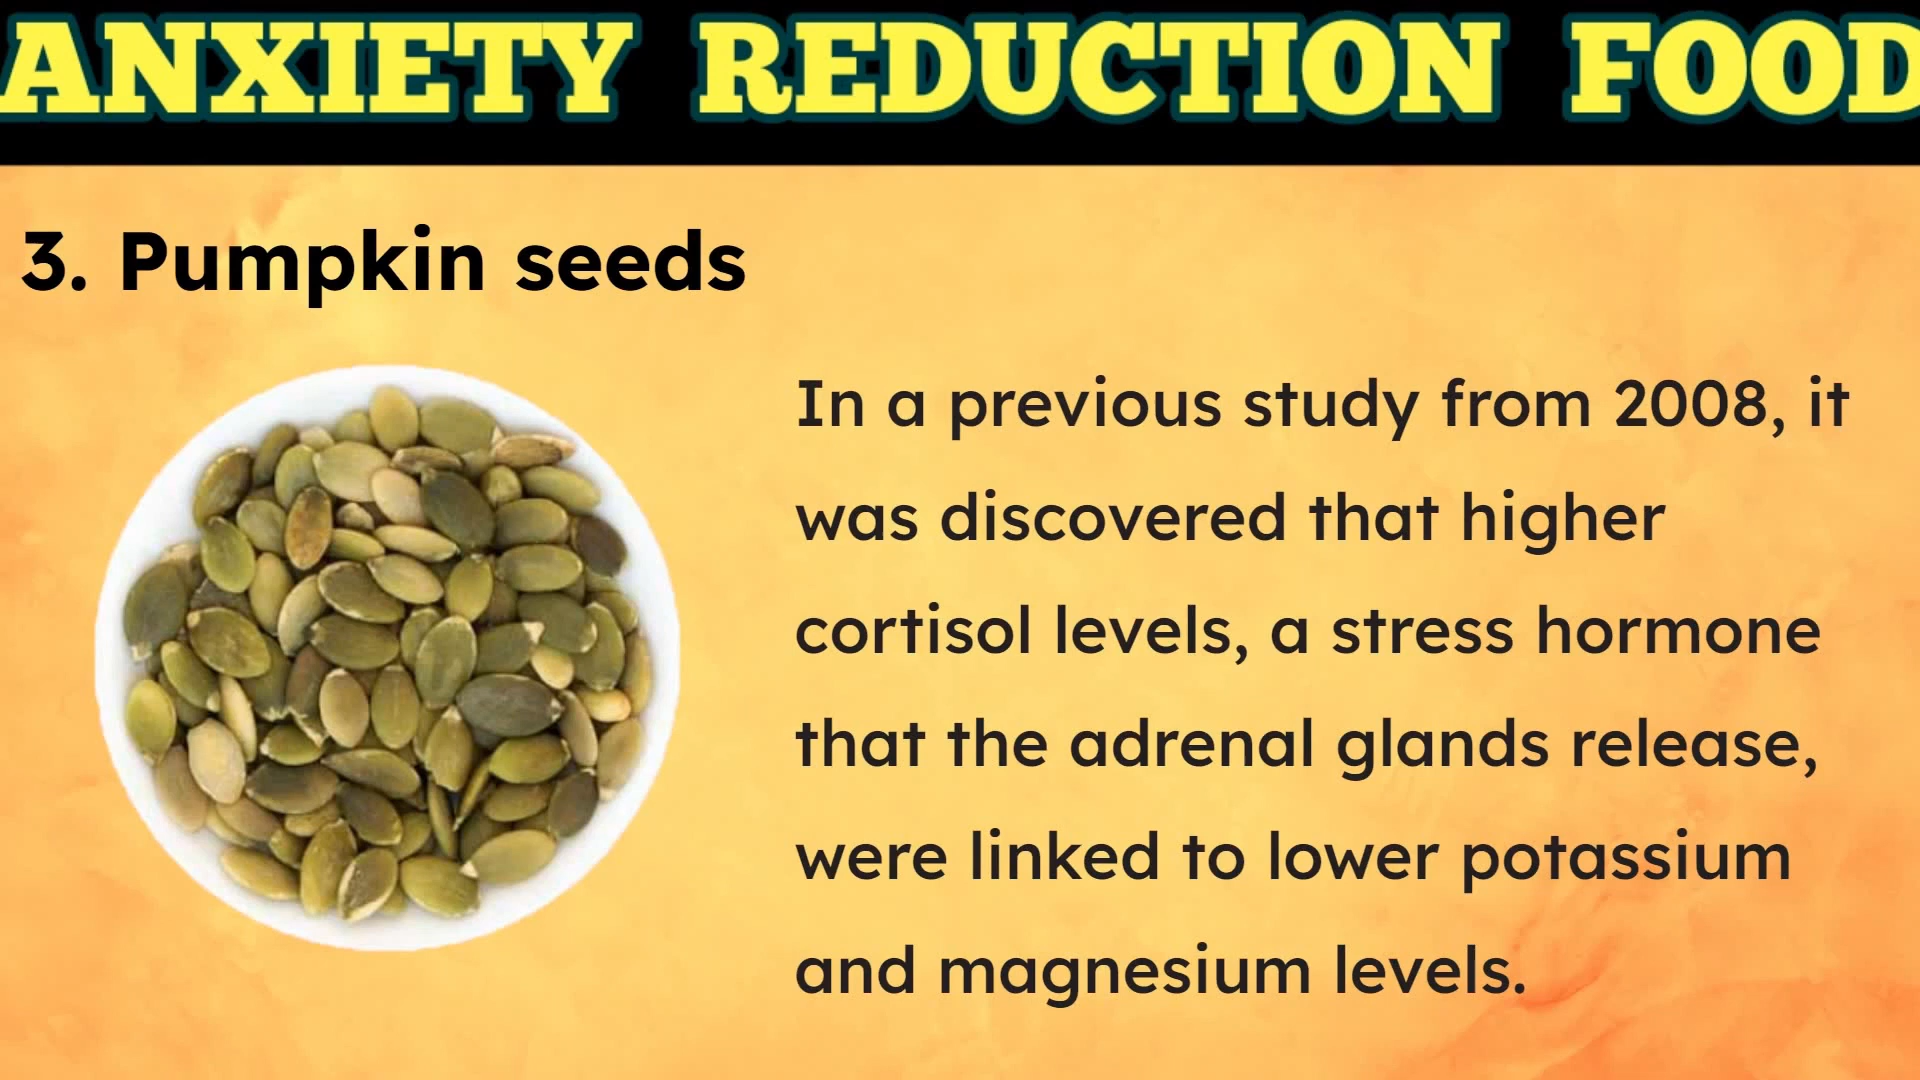 ANXIETY REDUCTION FOOD
3. Pumpkin seeds
In a previous study from 2008, it
was discovered that higher
cortisol levels, a stress hormone
that the adrenal glands release,
were linked to lower potassium
and magnesium levels.